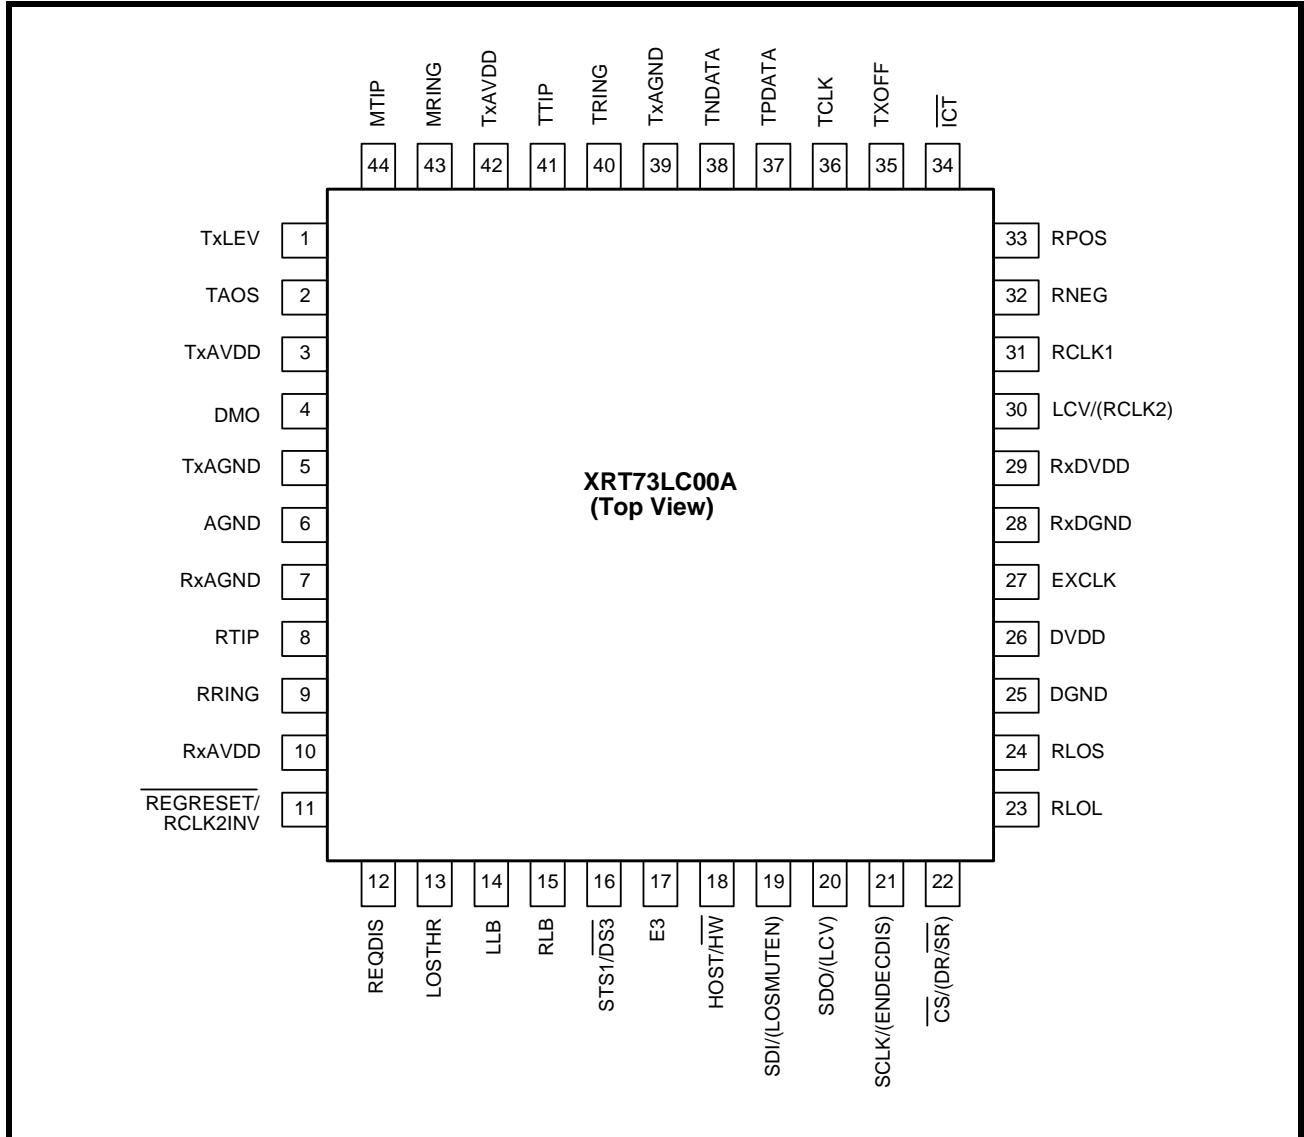 MTIP
MRING
TxAVDD
TTIP
TRING
TxAGND
TNDATA
TPDATA
TCLK
TXOFF
ICT
44
43
42
41
40
39
38
37
36
35
34
TxLEV 1
TAOS 2
TxAVDD 3
DMO 4
TxAGND 5
AGND 6
RxAGND 7
RTIP 8
RRING 9
RxAVDD 10
REGRESET/
RCLK2INV
11
XRT73LC00A
(Top View)
33 RPOS
32 RNEG
31 RCLK1
30 LCV/(RCLK2)
29 RxDVDD
28 RxDGND
27 EXCLK
26 DVDD
25 DGND
24 RLOS
23 RLOL
12
13
14
15
16
17
18
19
20
21
22
REQDIS
LOSTHR
LLB
RLB
STS1/DS3
E3
HOST/HW
SDI/(LOSMUTEN)
SDO/(LCV)
SCLK/(ENDECDIS)
CS/(DR/SR)